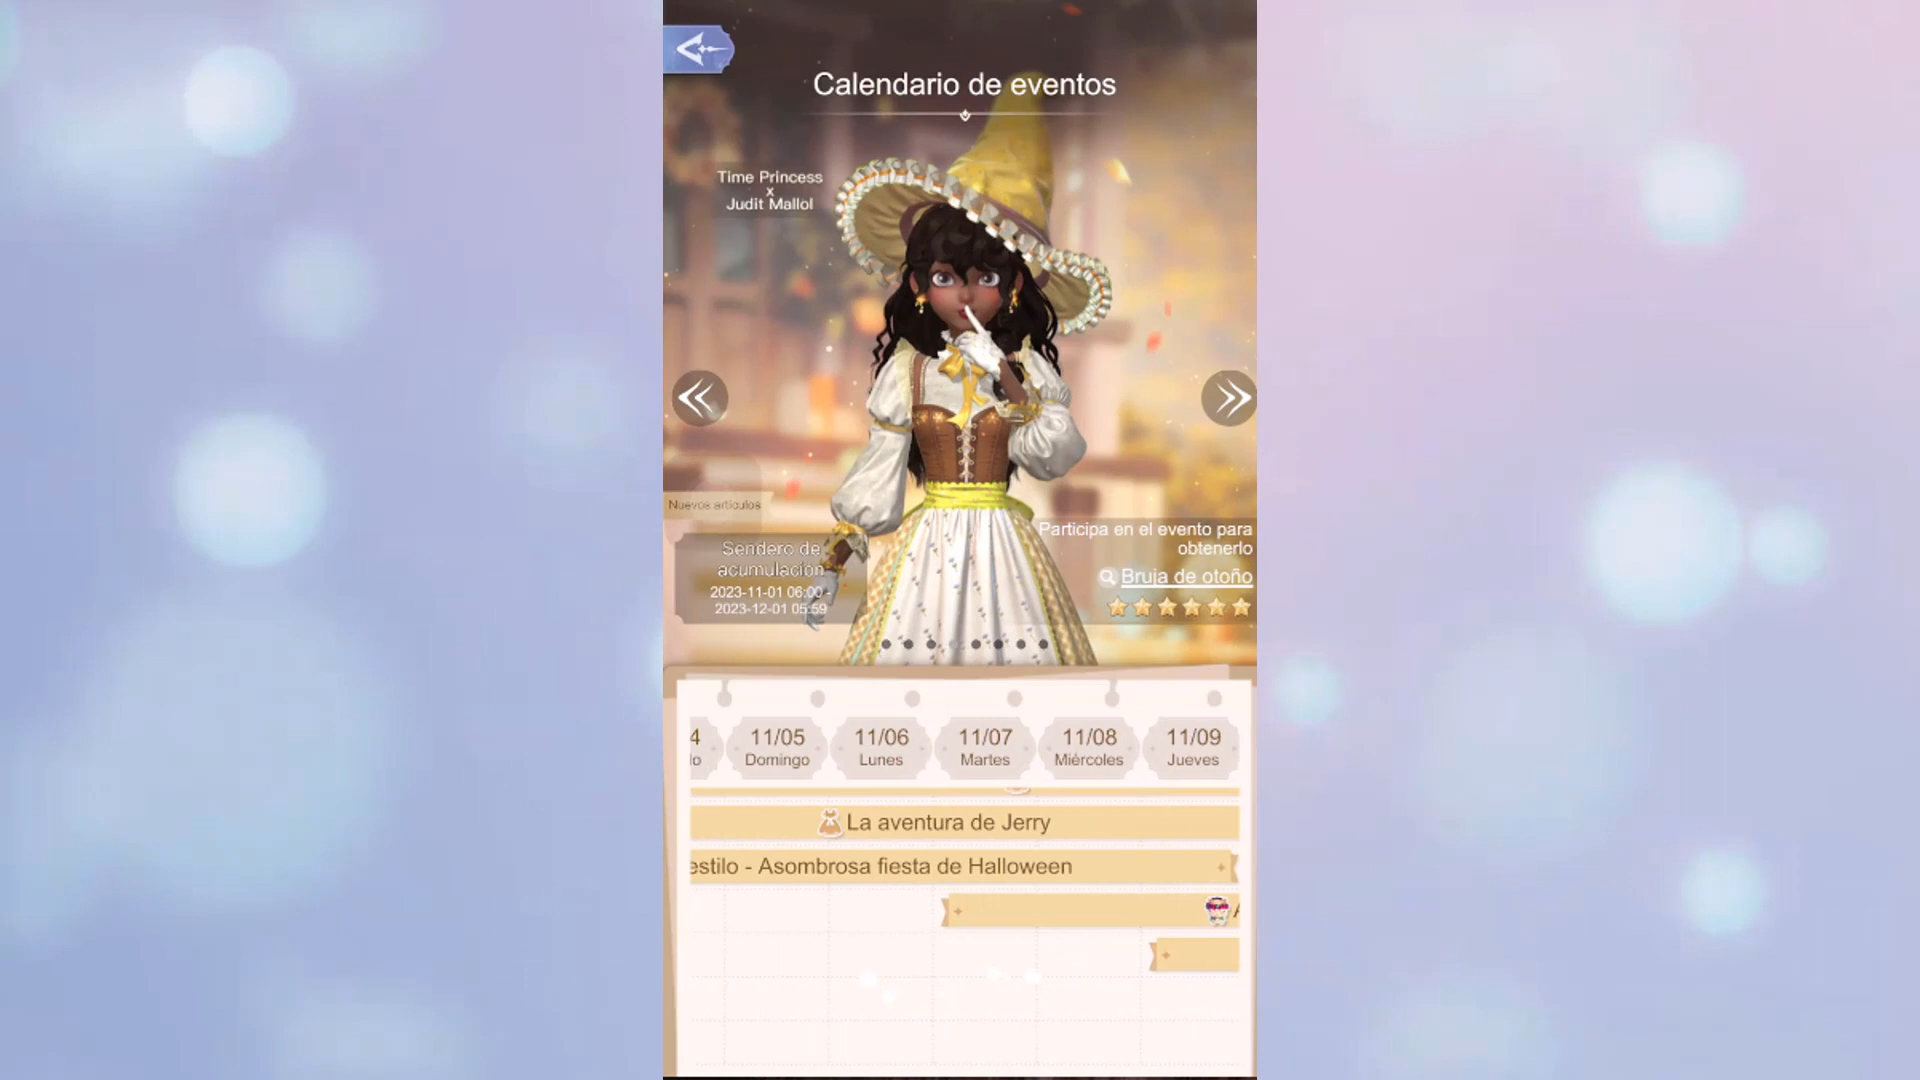 Calendario de eventos
Time Princess
x
Judit Mallol
Nuevos artículos
Participa en el evento para
obtenerlo
Bruja de otoño
Sendero de
acumulación
2023-11-01 06:00 -
2023-12-01 05:59
4 11/05 11/06 11/07 11/08 11/09
lo Domingo Lunes Martes Miércoles Jueves
La aventura de Jerry
estilo - Asombrosa fiesta de Halloween